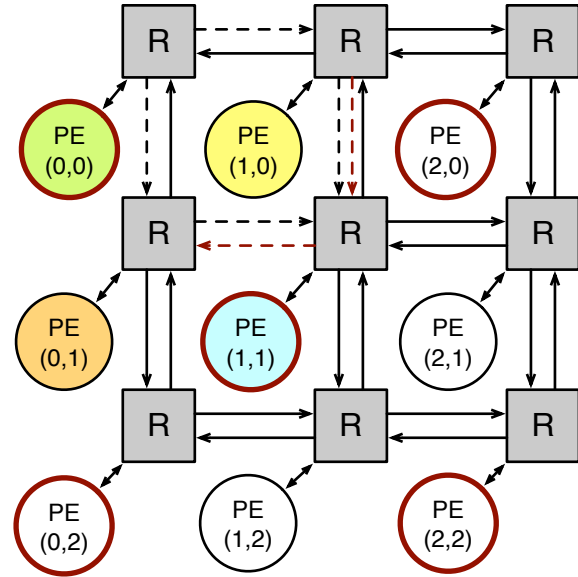 R
R
R
PE
(0,0)
PE
(1,0)
PE
(2,0)
R
R
R
PE
(0,1)
PE
(1,1)
PE
(2,1)
R
R
R
PE
(0,2)
PE
(1,2)
PE
(2,2)